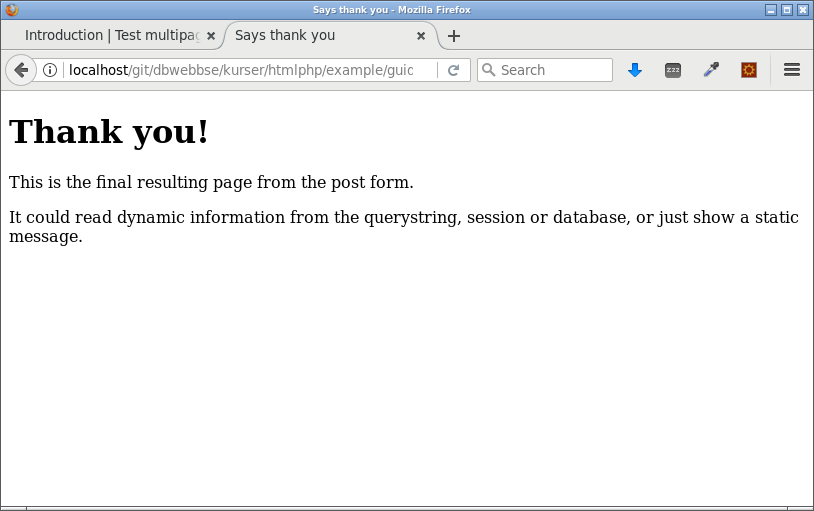 Says thank you - Mozilla Firefox
Introduction | Test multipa
Says thank you
localhost/git/dbwebbse/kurser/htmlphp/example/guid
Search
zzz
Thank you!
This is the final resulting page from the post form.
It could read dynamic information from the querystring, session or database, or just show a static
message.